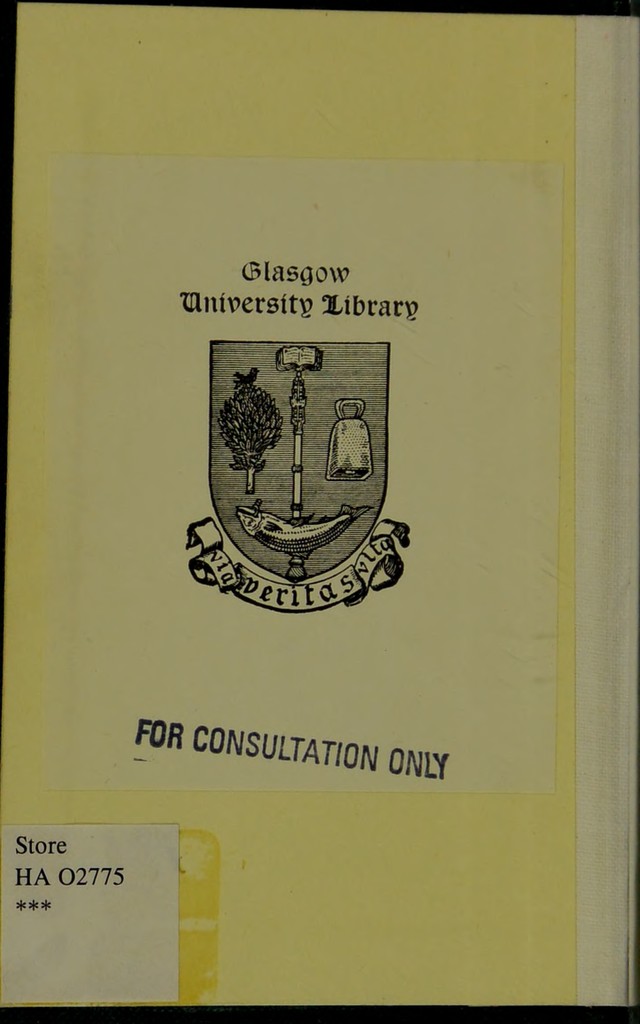 Glasgow
University Library
via veritas vita
FOR CONSULTATION ONLY
Store
HA 02775
***